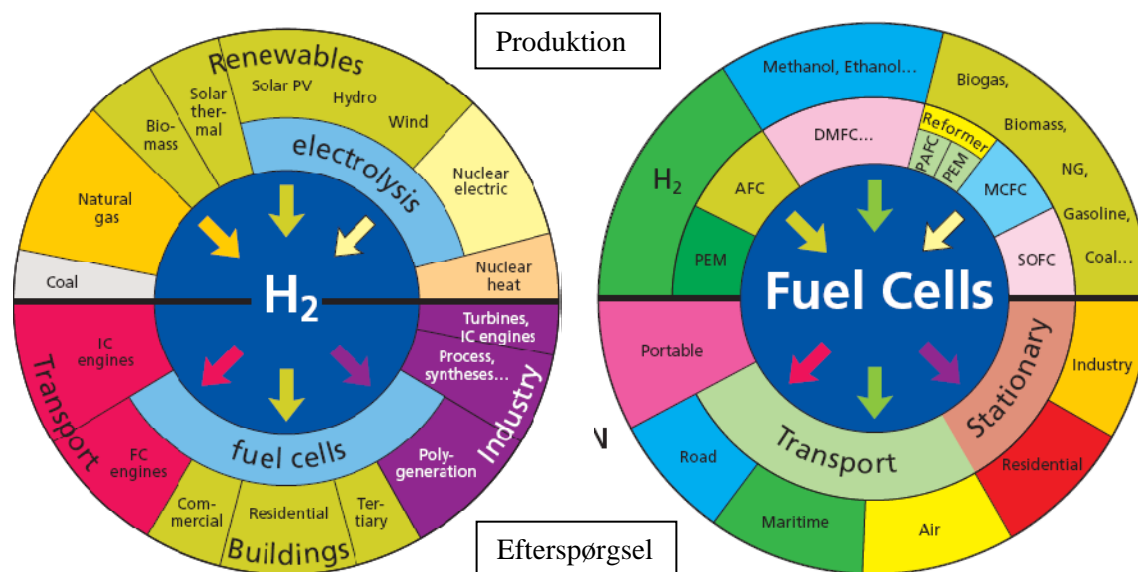 Produktion
Renewables
Solar PV
Hydro
Wind
Solar
ther-
mal
Bio-
mass
Natural
gas
Coal
electrolysis
Nuclear
electric
Nuclear
heat
H2
Transport
IC
engines
FC
engines
fuel cells
Com-
mercial
Residential
Ter-
tiary
Buildings
Turbines,
IC engines
Process,
syntheses...
Poly-
generation
Industry
Methanol, Ethanol...
Biogas,
Biomass,
NG,
Gasoline,
Coal...
H2
AFC
PEM
DMFC...
Reformer
PAFC
PEM
MCFC
SOFC
Fuel Cells
Portable
Transport
Road
Maritime
Air
Stationary
Industry
Residential
N
Efterspørgsel